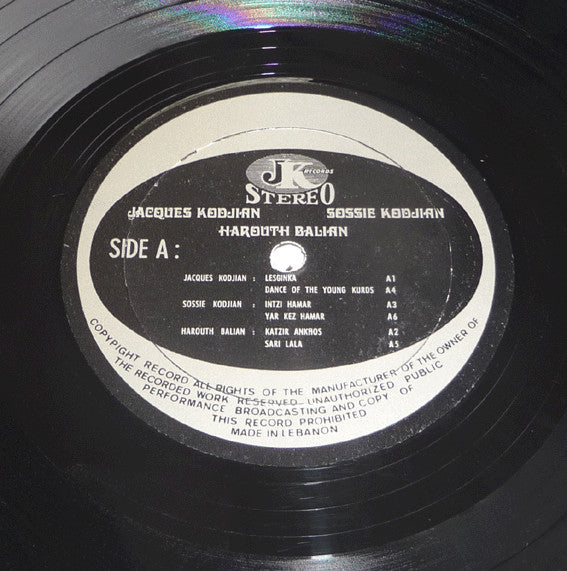 JK RECORDS
STEREO
JACQUES KODJIAN SOSSIE KODJIAN
HAROUTH BALIAN
SIDE A :
JACQUES KODJIAN : LESGINKA A1
DANCE OF THE YOUNG KURDS A4
SOSSIE KODJIAN : INTZI HAMAR A3
YAR KEZ HAMAR A6
HAROUTH BALIAN : KATZIR ANKHOS A2
SARI LALA A5
COPYRIGHT RECORD ALL RIGHTS OF THE MANUFACTURER OF THE OWNER OF
THE RECORDED WORK RESERVED UNAUTHORIZED PUBLIC
PERFORMANCE BROADCASTING AND COPY OF
THIS RECORD PROHIBITED
MADE IN LEBANON